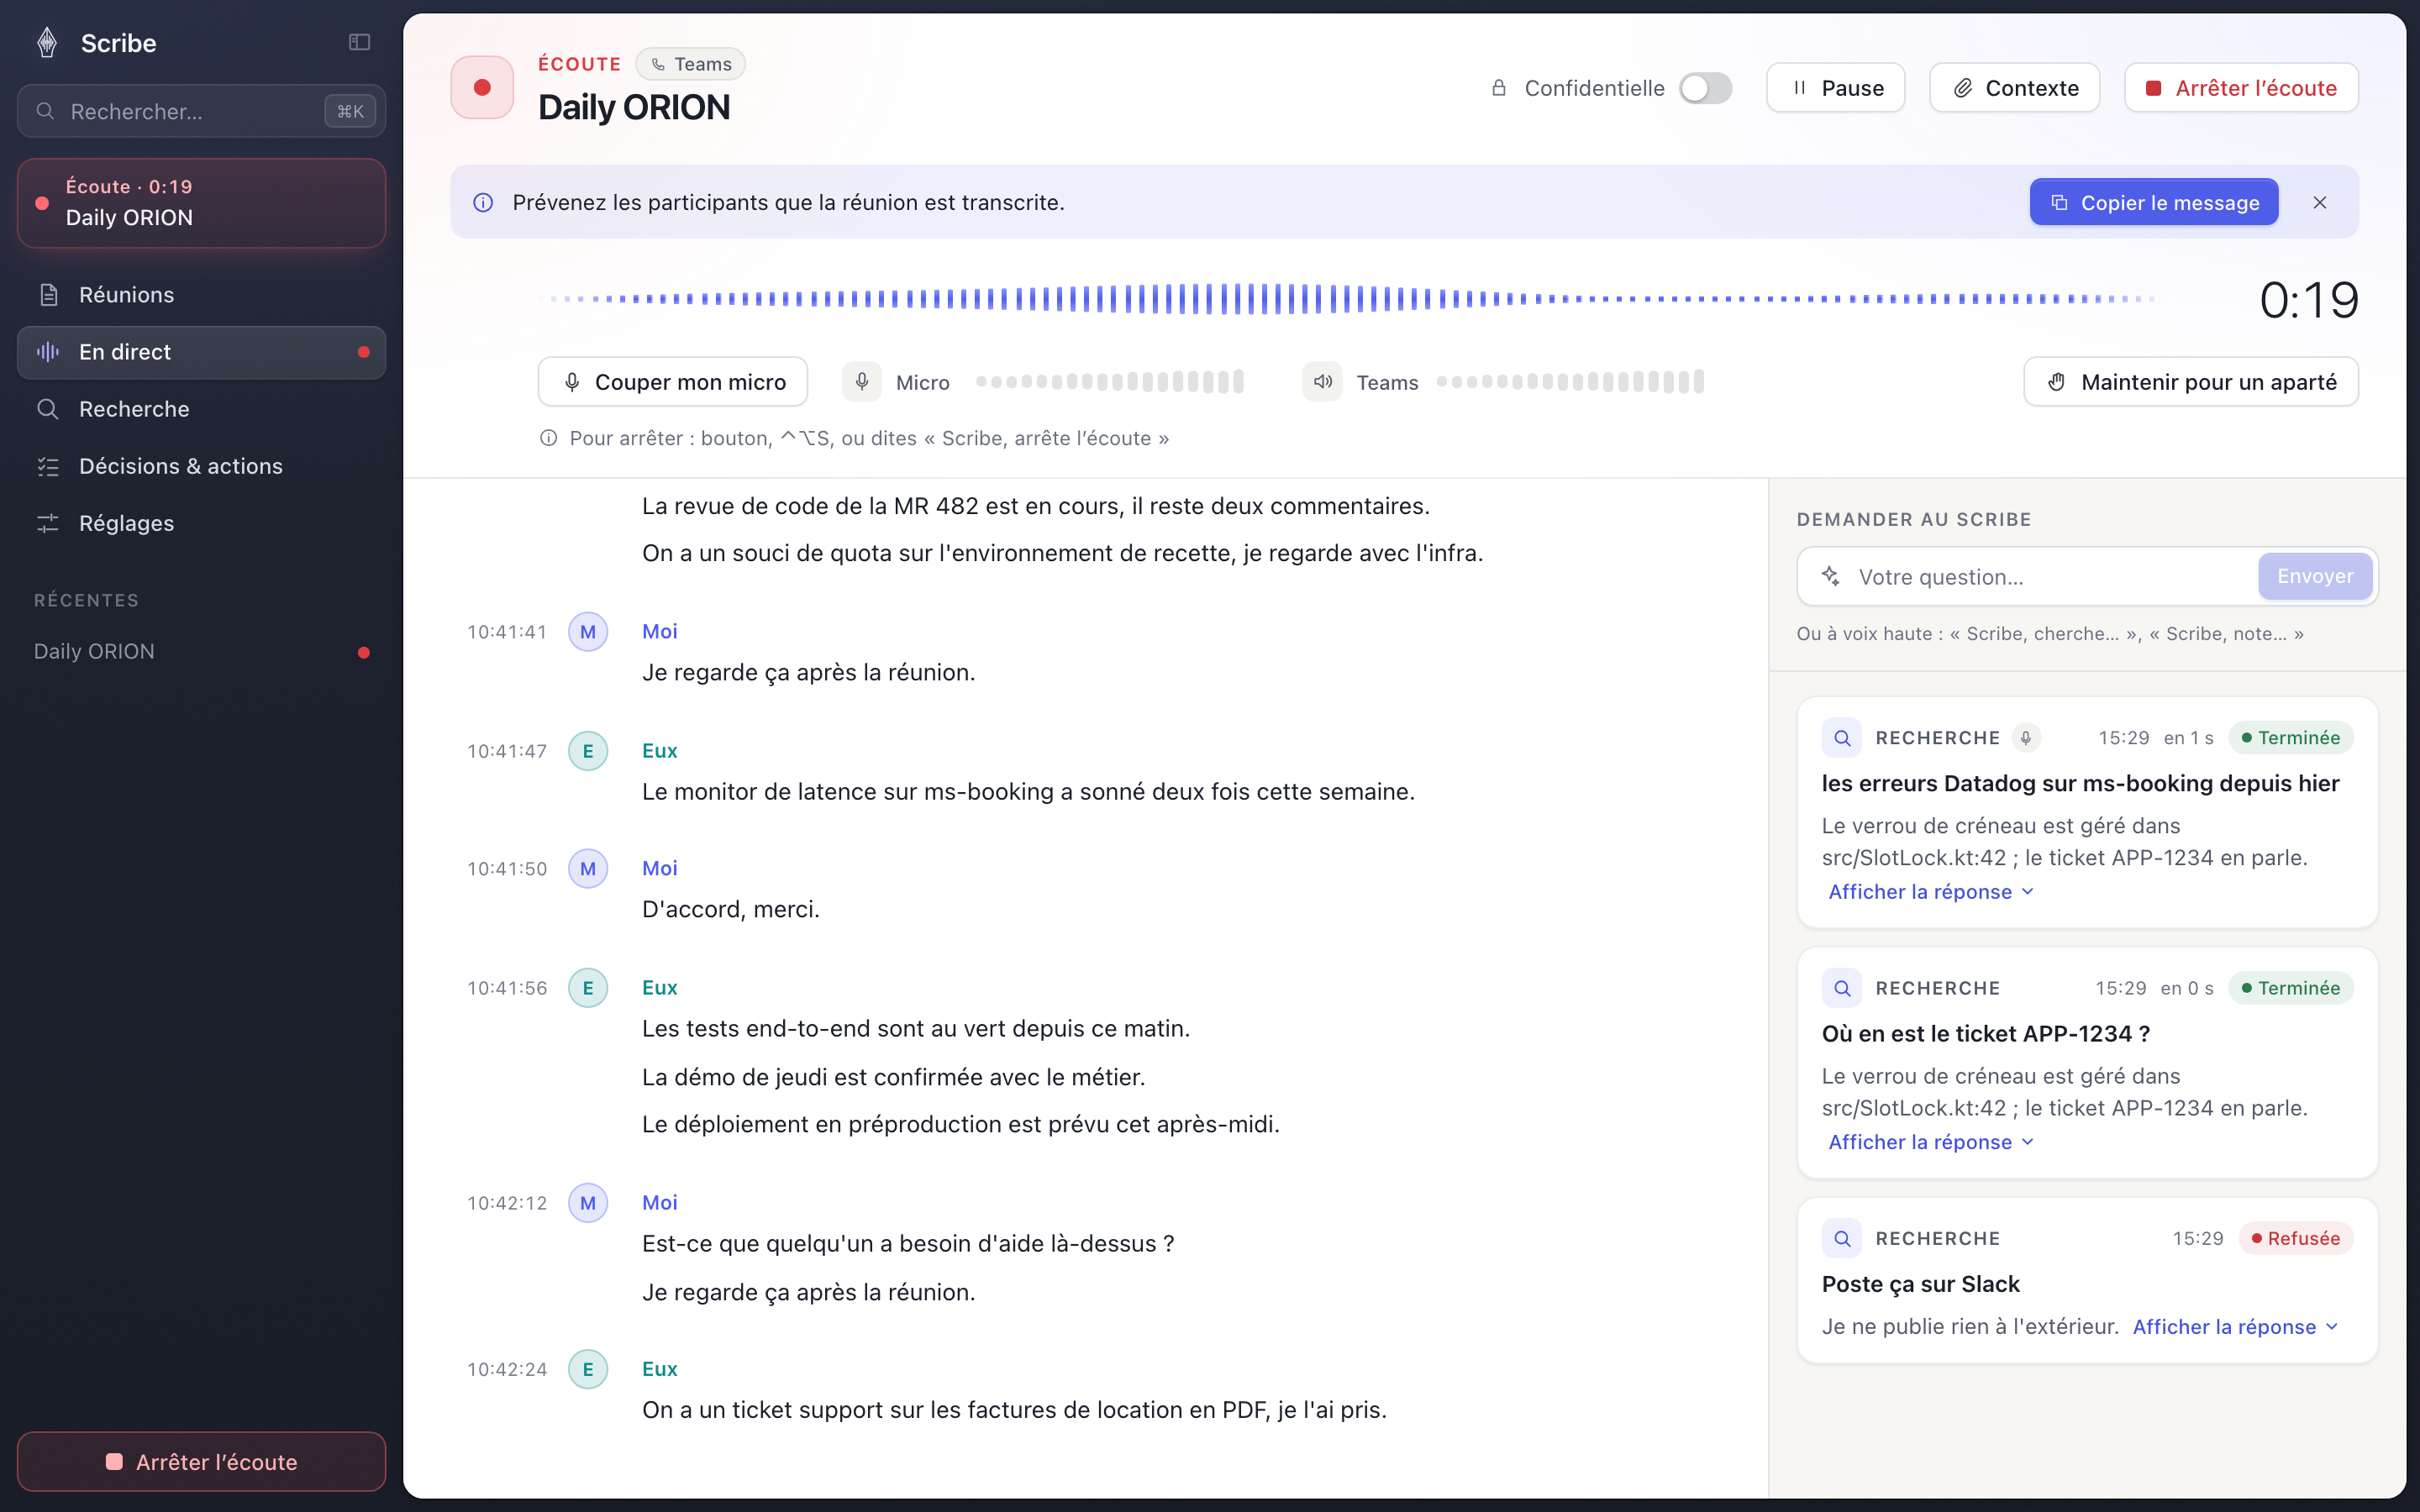 Scribe
Rechercher...
⌘K
Écoute · 0:19
Daily ORION
Réunions
En direct
Recherche
Décisions & actions
Réglages
RÉCENTES
Daily ORION
Arrêter l’écoute
ÉCOUTE
Teams
Daily ORION
Confidentielle
Pause
Contexte
Arrêter l’écoute
Prévenez les participants que la réunion est transcrite.
Copier le message
0:19
Couper mon micro
Micro
Teams
Maintenir pour un aparté
Pour arrêter : bouton, ⌃⌥S, ou dites « Scribe, arrête l’écoute »
La revue de code de la MR 482 est en cours, il reste deux commentaires.
On a un souci de quota sur l'environnement de recette, je regarde avec l'infra.
10:41:41
M
Moi
Je regarde ça après la réunion.
10:41:47
E
Eux
Le monitor de latence sur ms-booking a sonné deux fois cette semaine.
10:41:50
M
Moi
D'accord, merci.
10:41:56
E
Eux
Les tests end-to-end sont au vert depuis ce matin.
La démo de jeudi est confirmée avec le métier.
Le déploiement en préproduction est prévu cet après-midi.
10:42:12
M
Moi
Est-ce que quelqu'un a besoin d'aide là-dessus ?
Je regarde ça après la réunion.
10:42:24
E
Eux
On a un ticket support sur les factures de location en PDF, je l'ai pris.
DEMANDER AU SCRIBE
Votre question...
Envoyer
Ou à voix haute : « Scribe, cherche... », « Scribe, note... »
RECHERCHE
15:29 en 1 s
Terminée
les erreurs Datadog sur ms-booking depuis hier
Le verrou de créneau est géré dans
src/SlotLock.kt:42 ; le ticket APP-1234 en parle.
Afficher la réponse
RECHERCHE
15:29 en 0 s
Terminée
Où en est le ticket APP-1234 ?
Le verrou de créneau est géré dans
src/SlotLock.kt:42 ; le ticket APP-1234 en parle.
Afficher la réponse
RECHERCHE
15:29
Refusée
Poste ça sur Slack
Je ne publie rien à l'extérieur. Afficher la réponse